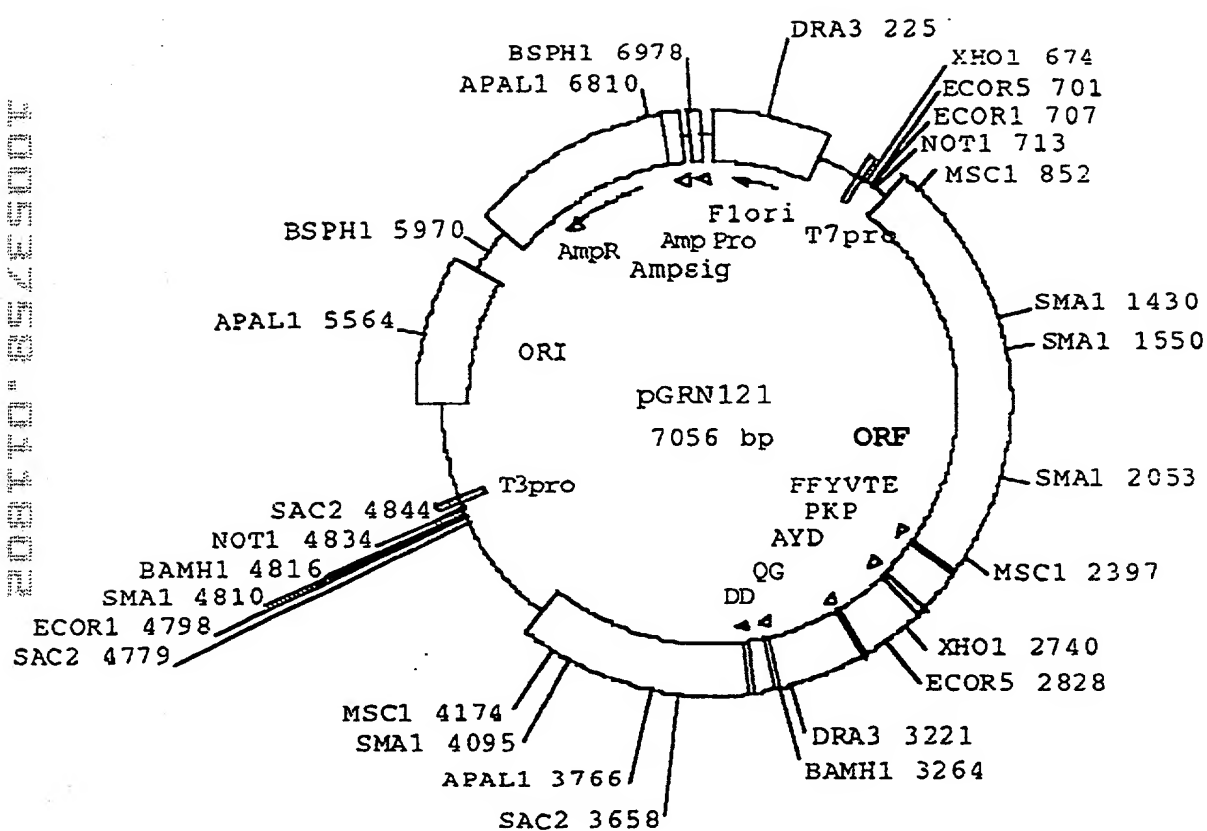 DRA3 225
BSPH1 6978
APAL1 6810
XHO1 674
ECOR5 701
ECOR1 707
NOT1 713
MSC1 852
F1ori
T7pro
Amp Pro
AmpR
Ampsig
BSPH1 5970
APAL1 5564
ORI
SMA1 1430
SMA1 1550
pGRN121
7056 bp
ORF
SMA1 2053
FFYVTE
PKP
AYD
QG
DD
MSC1 2397
XHO1 2740
ECOR5 2828
DRA3 3221
BAMH1 3264
T3pro
SAC2 4844
NOT1 4834
BAMH1 4816
SMA1 4810
ECOR1 4798
SAC2 4779
MSC1 4174
SMA1 4095
APAL1 3766
SAC2 3658
10053758.011802